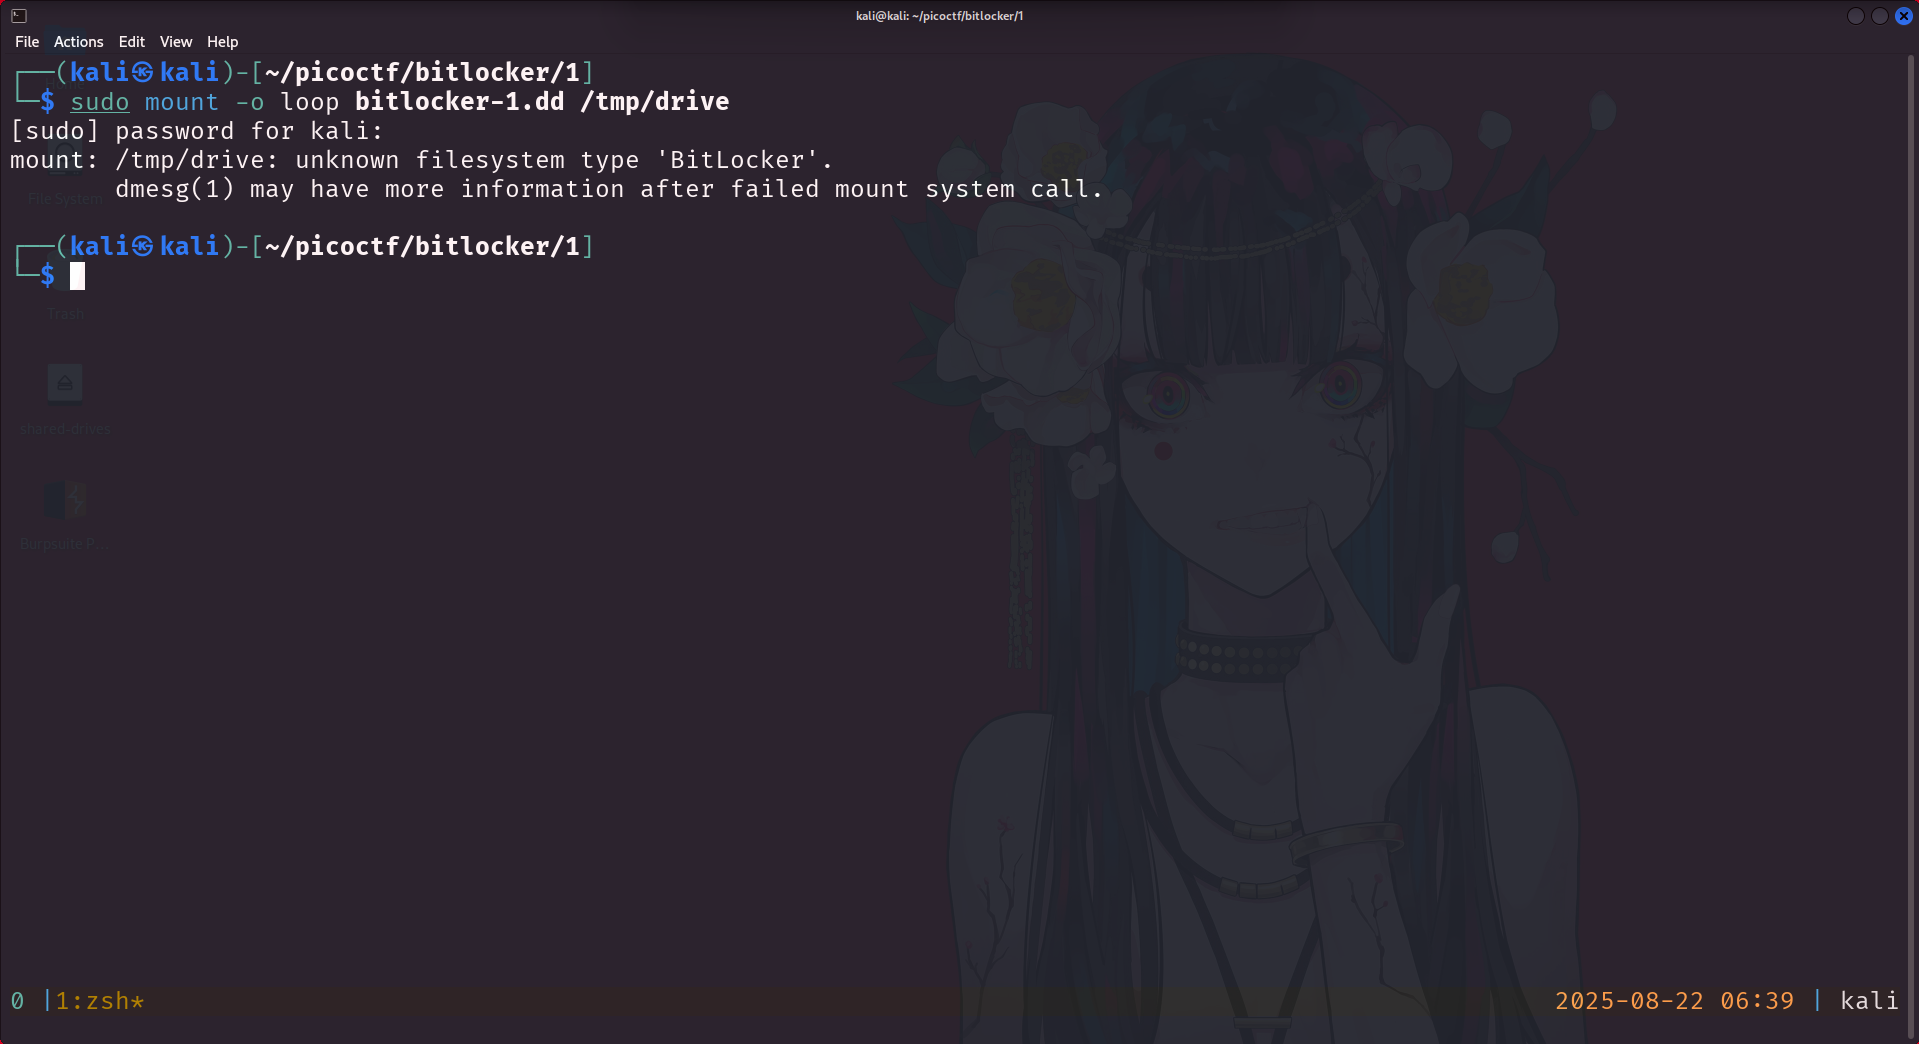 kali@kali: ~/picoctf/bitlocker/1
File Actions Edit View Help
┌──(kali㉿kali)-[~/picoctf/bitlocker/1]
└─$ sudo mount -o loop bitlocker-1.dd /tmp/drive
[sudo] password for kali:
mount: /tmp/drive: unknown filesystem type 'BitLocker'.
dmesg(1) may have more information after failed mount system call.
File System
┌──(kali㉿kali)-[~/picoctf/bitlocker/1]
└─$
Trash
shared-drives
Burpsuite P...
0 |1:zsh*
2025-08-22 06:39 | kali